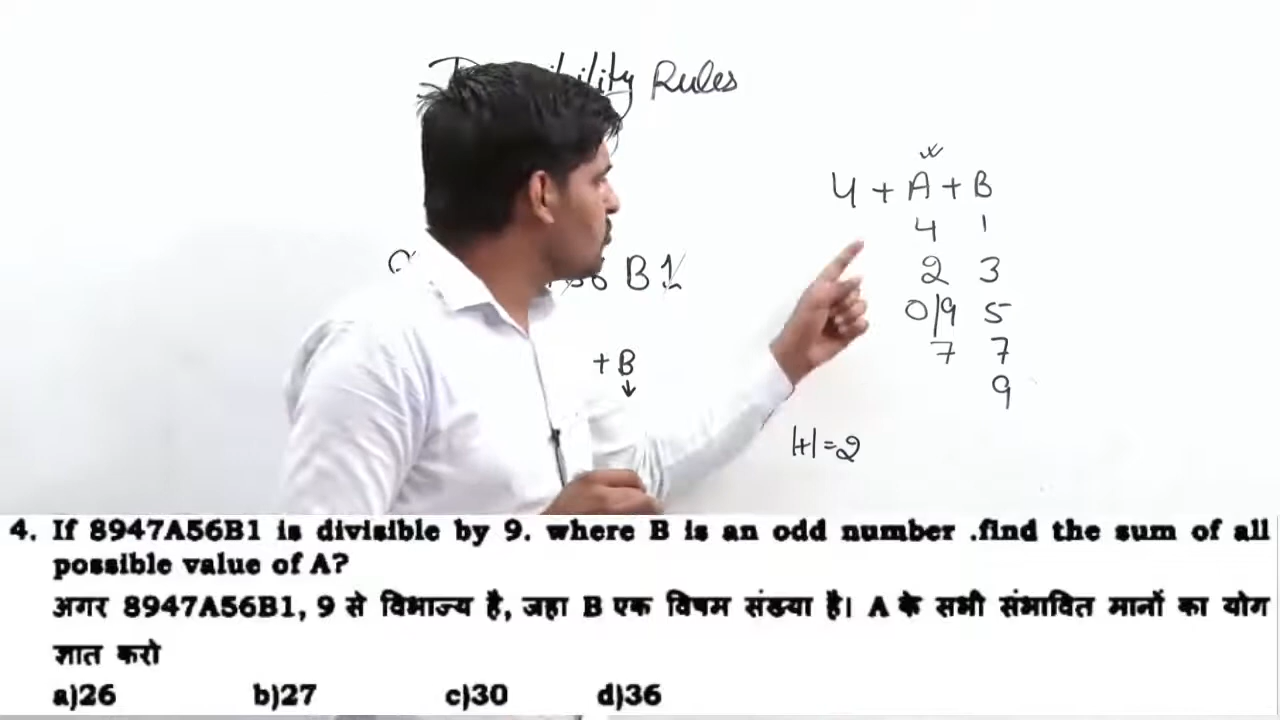 Rules
4 + A + B
4 1
2 3
0/9 5
7 7
9
B1
+ B
1+1=2
4. If 8947A56B1 is divisible by 9. where B is an odd number .find the sum of all
possible value of A?
अगर 8947A56B1, 9 से विभाज्य है, जहा B एक विषम संख्या है। A के सभी संभावित मानों का योग
ज्ञात करो
a)26 b)27 c)30 d)36